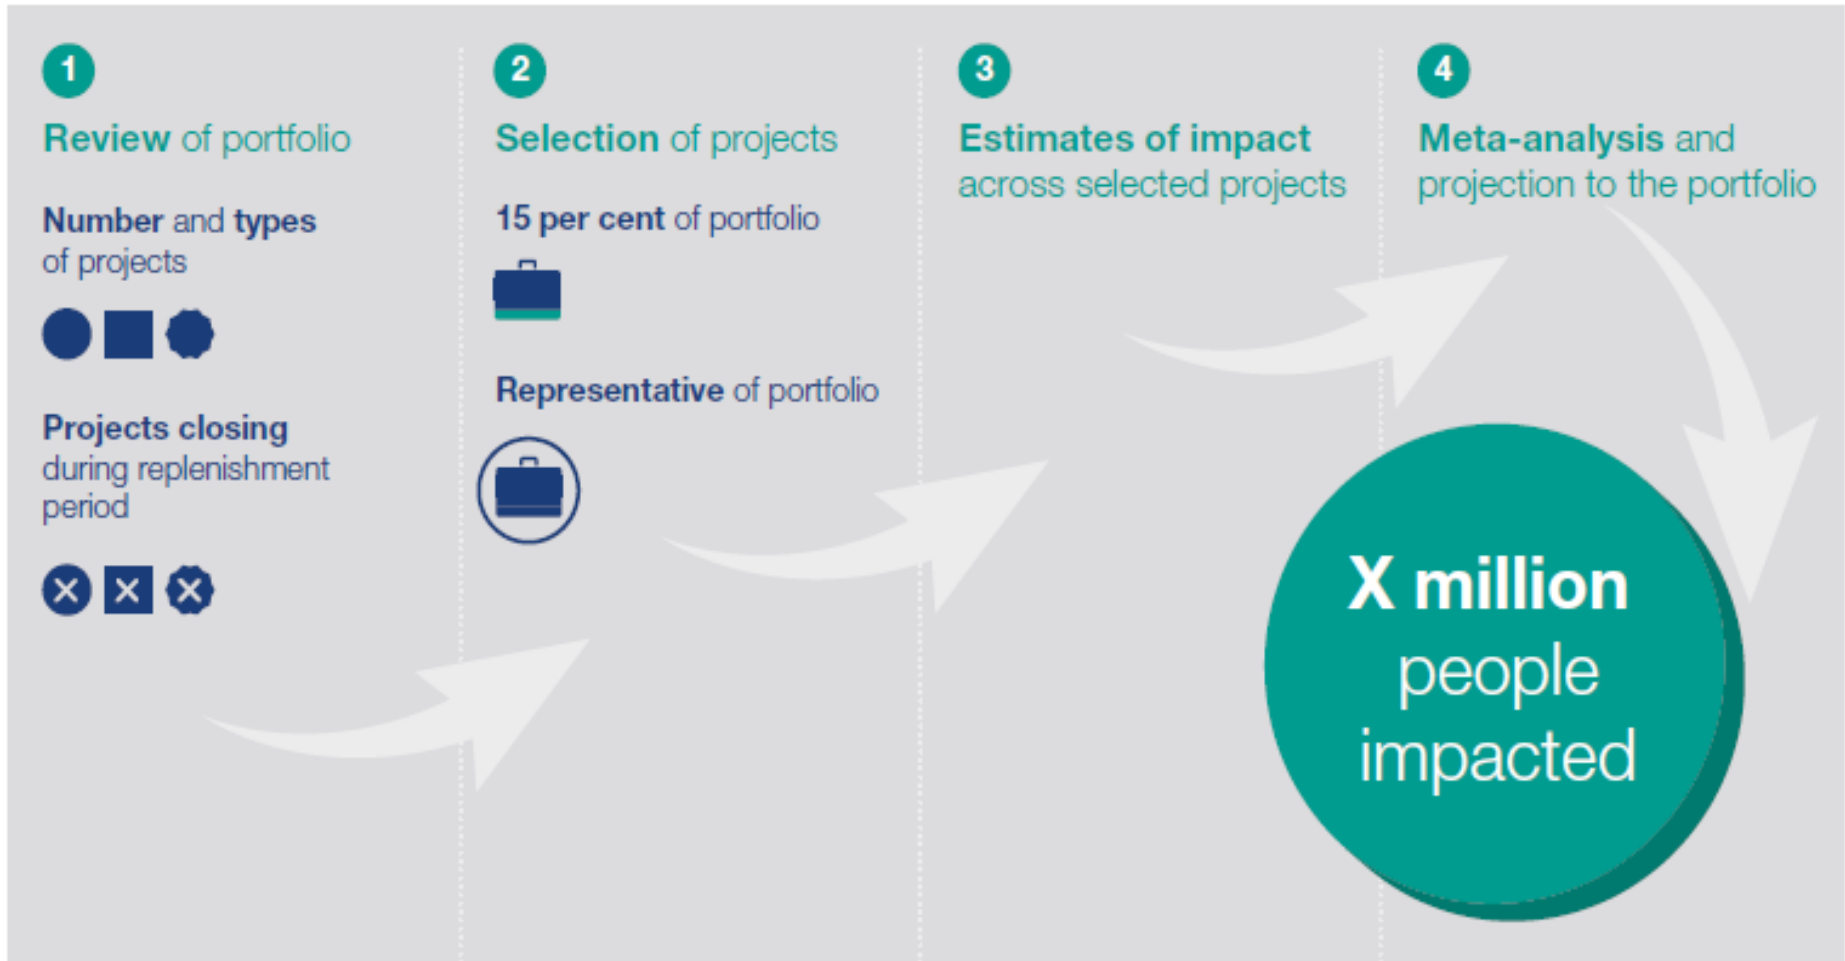 1
Review of portfolio
Number and types
of projects
Projects closing
during replenishment
period
2
Selection of projects
15 per cent of portfolio
Representative of portfolio
3
Estimates of impact
across selected projects
4
Meta-analysis and
projection to the portfolio
X million
people
impacted